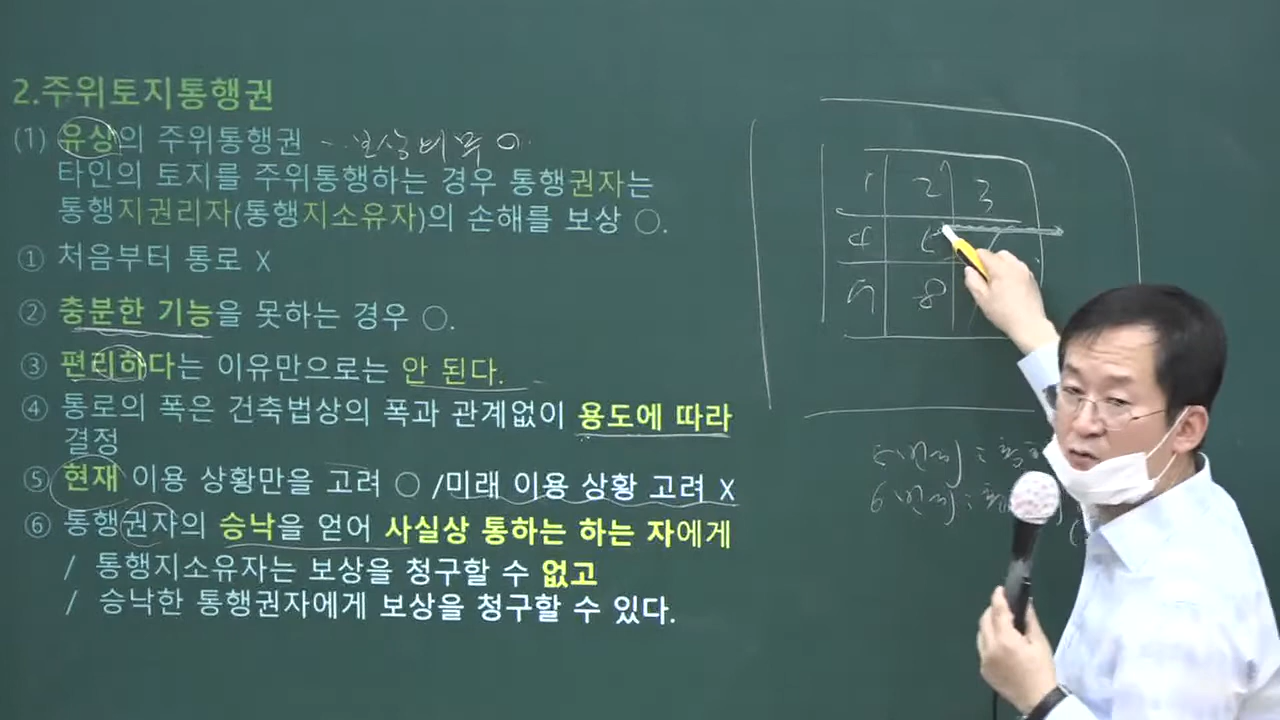 2.주위토지통행권
(1) 유상의 주위통행권 - 보상의무 O
타인의 토지를 주위통행하는 경우 통행권자는
통행지권리자(통행지소유자)의 손해를 보상 ○.
① 처음부터 통로 X
② 충분한 기능을 못하는 경우 ○.
③ 편리하다는 이유만으로는 안 된다.
④ 통로의 폭은 건축법상의 폭과 관계없이 용도에 따라
결정
⑤ 현재 이용 상황만을 고려 ○ /미래 이용 상황 고려 X
⑥ 통행권자의 승낙을 얻어 사실상 통하는 하는 자에게
/ 통행지소유자는 보상을 청구할 수 없고
/ 승낙한 통행권자에게 보상을 청구할 수 있다.
1 2 3
4
8
5번지 :
6번지 :